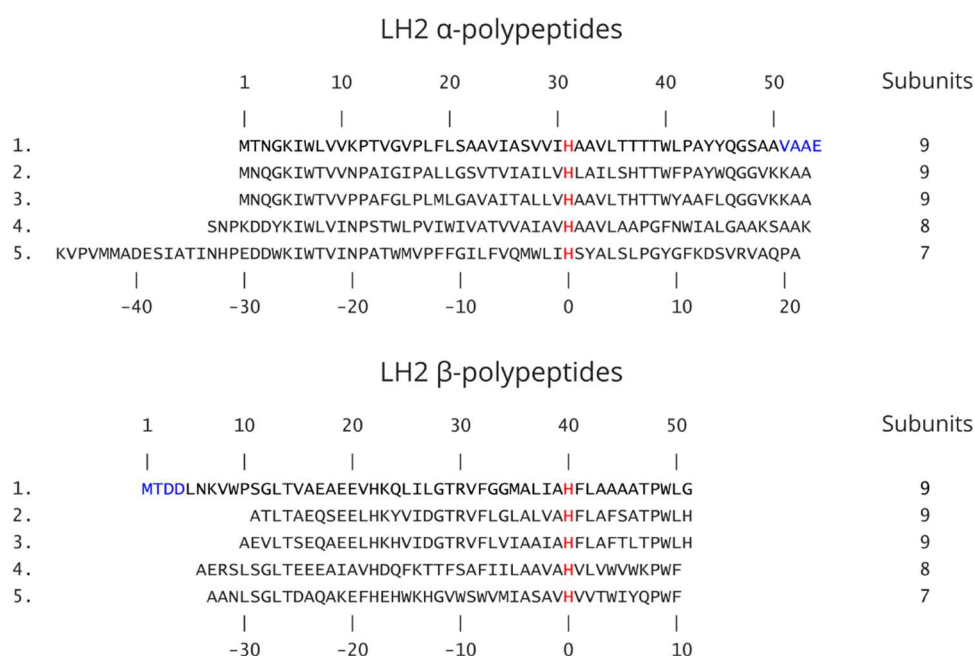 LH2 α-polypeptides
1 10 20 30 40 50 Subunits
| | | | | |
1. MTNGKIWLVVKPTVGVPLFLSAAVIASVVIHAAVLTTTTWLPAYYQGSAAVAAE 9
2. MNQGKIWTVVNPAIGIPALLGSVTVIAILVHLAILSHTTWFPAYWQGGVKKAA 9
3. MNQGKIWTVVPPAFGLPLMLGAVAITALLVHAAVLTHTTWYAAFLQGGVKKAA 9
4. SNPKDDYKIWLVINPSTWLPVIWIVATVVAIAVHAAVLAAPGFNWIALGAAKSAAK 8
5. KVPVMMADESIATINHPEDDWKIWTVINPATWMVPFFGILFVQMWLIHSYALSLPGYGFKDSVRVAQPA 7
| | | | | | |
-40 -30 -20 -10 0 10 20
LH2 β-polypeptides
1 10 20 30 40 50 Subunits
| | | | | |
1. MTDDLNKVWPSGLTVAEAEEVHKQLILGTRVFGGMALIAHFLAAAATPWLG 9
2. ATLTAEQSEELHKYVIDGTRVFLGLALVAHFLAFSATPWLH 9
3. AEVLTSEQAEELHKHVIDGTRVFLVIAAIAHFLAFTLTPWLH 9
4. AERSLSGLTEEEAIAVHDQFKTTFSAFIILAAVAHVLVWVWKPWF 8
5. AANLSGLTDAQAKEFHEHWKHGVWSWVMIASAVHVVTWIYQPWF 7
| | | | |
-30 -20 -10 0 10